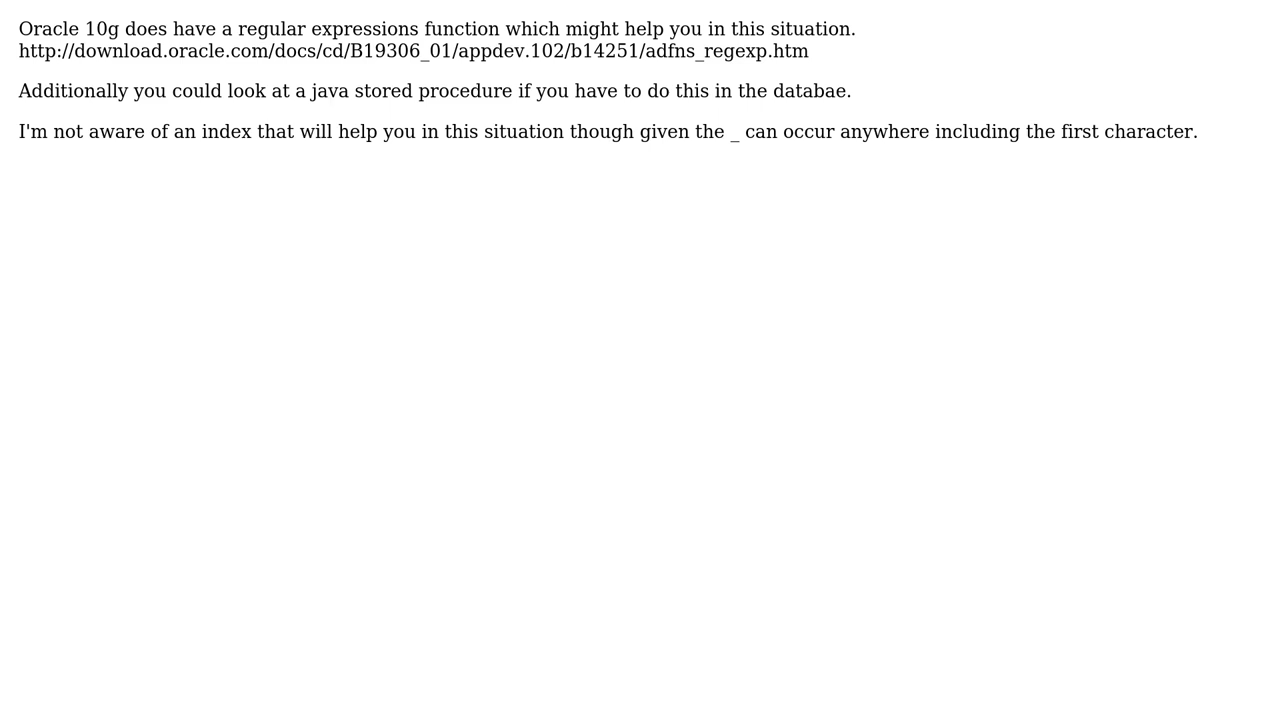 Oracle 10g does have a regular expressions function which might help you in this situation.
http://download.oracle.com/docs/cd/B19306_01/appdev.102/b14251/adfns_regexp.htm
Additionally you could look at a java stored procedure if you have to do this in the databae.
I'm not aware of an index that will help you in this situation though given the _ can occur anywhere including the first character.